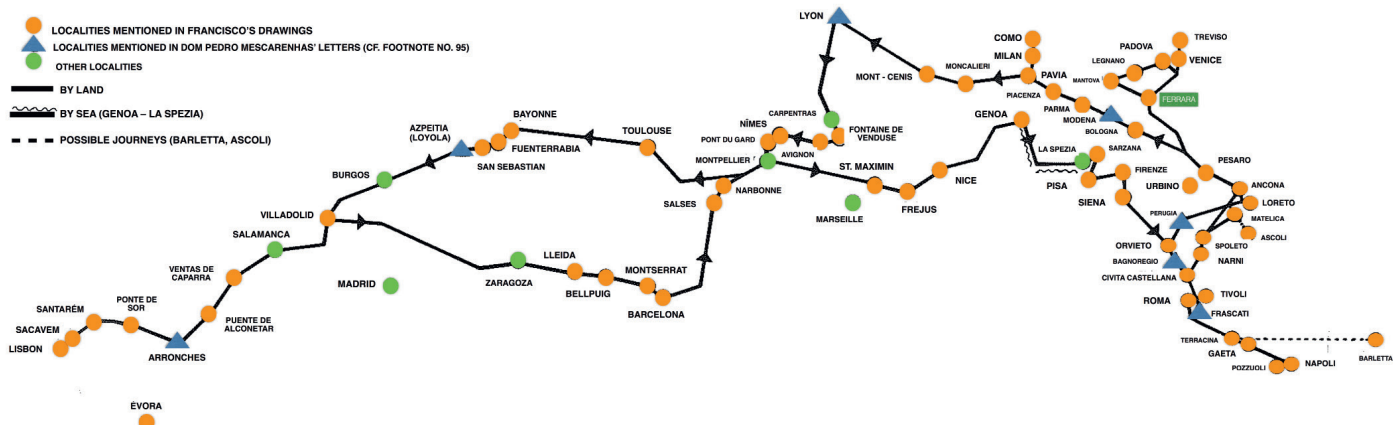 LOCALITIES MENTIONED IN FRANCISCO'S DRAWINGS
LOCALITIES MENTIONED IN DOM PEDRO MESCARENHAS' LETTERS (CF. FOOTNOTE NO. 95)
OTHER LOCALITIES
BY LAND
BY SEA (GENOA – LA SPEZIA)
POSSIBLE JOURNEYS (BARLETTA, ASCOLI)
LYON
COMO
MILAN
MONT - CENIS
MONCALIERI
PAVIA
PIACENZA
PARMA
MODENA
BOLOGNA
MANTOVA
LEGNANO
PADOVA
TREVISO
VENICE
FERRARA
AZPEITIA
(LOYOLA)
BAYONNE
FUENTERRABIA
SAN SEBASTIAN
TOULOUSE
CARPENTRAS
NÎMES
PONT DU GARD
AVIGNON
FONTAINE DE
VENDUSE
MONTPELLIER
NARBONNE
SALSES
ST. MAXIMIN
MARSEILLE
FREJUS
NICE
GENOA
LA SPEZIA
SARZANA
PISA
FIRENZE
SIENA
PESARO
URBINO
ANCONA
LORETO
MATELICA
ASCOLI
PERUGIA
ORVIETO
SPOLETO
BAGNOREGIO
NARNI
CIVITA CASTELLANA
ROMA
TIVOLI
FRASCATI
TERRACINA
GAETA
POZZUOLI
NAPOLI
BARLETTA
BURGOS
VILLADOLID
SALAMANCA
VENTAS DE
CAPARRA
MADRID
ZARAGOZA
LLEIDA
BELLPUIG
MONTSERRAT
BARCELONA
SANTARÉM
PONTE DE
SOR
PUENTE DE
ALCONETAR
SACAVEM
LISBON
ARRONCHES
ÉVORA